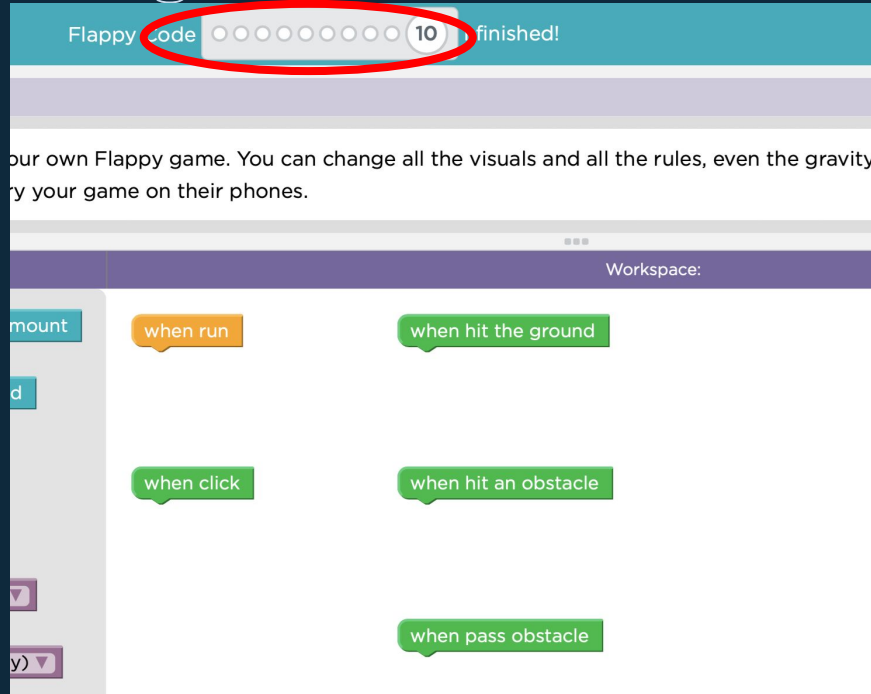 Flappy Code 10 finished!
our own Flappy game. You can change all the visuals and all the rules, even the gravity
ry your game on their phones.
Workspace:
mount
when run
when hit the ground
d
when click
when hit an obstacle
when pass obstacle
y)